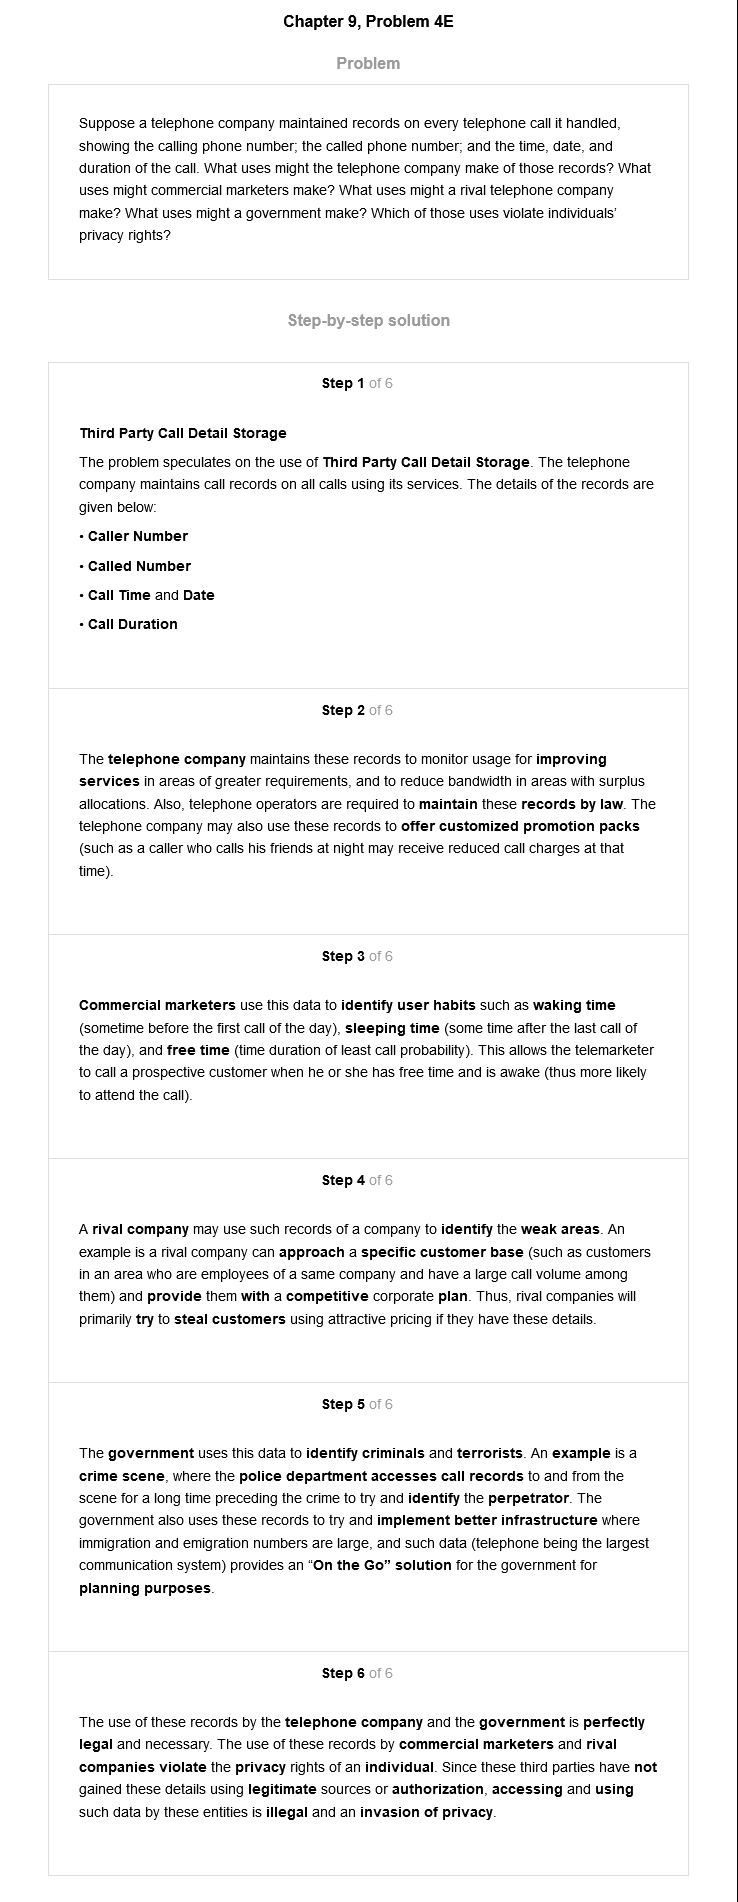 Chapter 9, Problem 4E
Problem
Suppose a telephone company maintained records on every telephone call it handled,
showing the calling phone number; the called phone number; and the time, date, and
duration of the call. What uses might the telephone company make of those records? What
uses might commercial marketers make? What uses might a rival telephone company
make? What uses might a government make? Which of those uses violate individuals'
privacy rights?
Step-by-step solution
Step 1 of 6
Third Party Call Detail Storage
The problem speculates on the use of Third Party Call Detail Storage. The telephone
company maintains call records on all calls using its services. The details of the records are
given below:
• Caller Number
• Called Number
• Call Time and Date
• Call Duration
Step 2 of 6
The telephone company maintains these records to monitor usage for improving
services in areas of greater requirements, and to reduce bandwidth in areas with surplus
allocations. Also, telephone operators are required to maintain these records by law. The
telephone company may also use these records to offer customized promotion packs
(such as a caller who calls his friends at night may receive reduced call charges at that
time).
Step 3 of 6
Commercial marketers use this data to identify user habits such as waking time
(sometime before the first call of the day), sleeping time (some time after the last call of
the day), and free time (time duration of least call probability). This allows the telemarketer
to call a prospective customer when he or she has free time and is awake (thus more likely
to attend the call).
Step 4 of 6
A rival company may use such records of a company to identify the weak areas. An
example is a rival company can approach a specific customer base (such as customers
in an area who are employees of a same company and have a large call volume among
them) and provide them with a competitive corporate plan. Thus, rival companies will
primarily try to steal customers using attractive pricing if they have these details.
Step 5 of 6
The government uses this data to identify criminals and terrorists. An example is a
crime scene, where the police department accesses call records to and from the
scene for a long time preceding the crime to try and identify the perpetrator. The
government also uses these records to try and implement better infrastructure where
immigration and emigration numbers are large, and such data (telephone being the largest
communication system) provides an “On the Go” solution for the government for
planning purposes.
Step 6 of 6
The use of these records by the telephone company and the government is perfectly
legal and necessary. The use of these records by commercial marketers and rival
companies violate the privacy rights of an individual. Since these third parties have not
gained these details using legitimate sources or authorization, accessing and using
such data by these entities is illegal and an invasion of privacy.